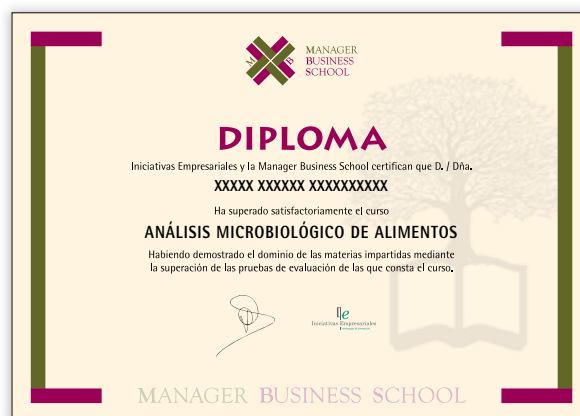 M B
MANAGER
BUSINESS
SCHOOL
DIPLOMA
Iniciativas Empresariales y la Manager Business School certifican que D. / Dña.
XXXXX XXXXXX XXXXXXXXXX
Ha superado satisfactoriamente el curso
ANÁLISIS MICROBIOLÓGICO DE ALIMENTOS
Habiendo demostrado el dominio de las materias impartidas mediante
la superación de las pruebas de evaluación de las que consta el curso.
Iniciativas Empresariales
MANAGER BUSINESS SCHOOL